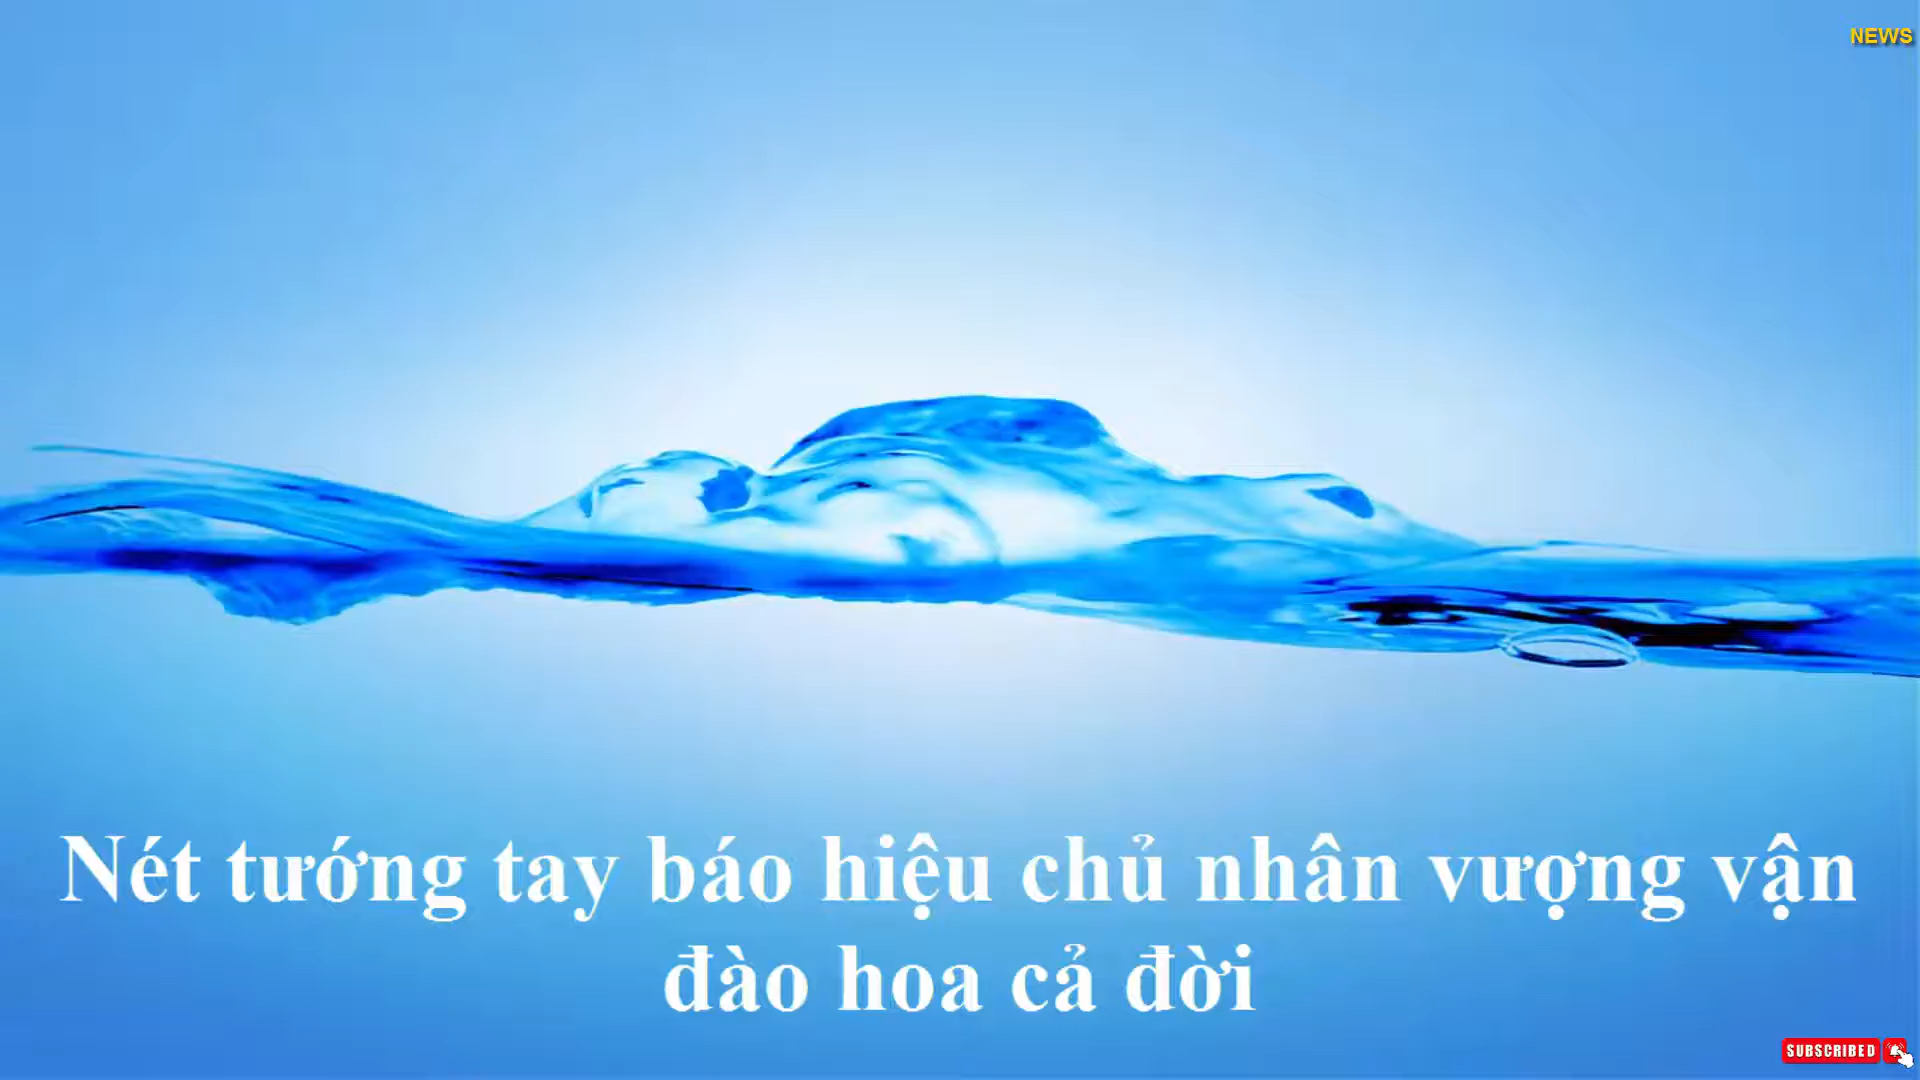 NEWS
Nét tướng tay báo hiệu chủ nhân vượng vận
đào hoa cả đời
SUBSCRIBED